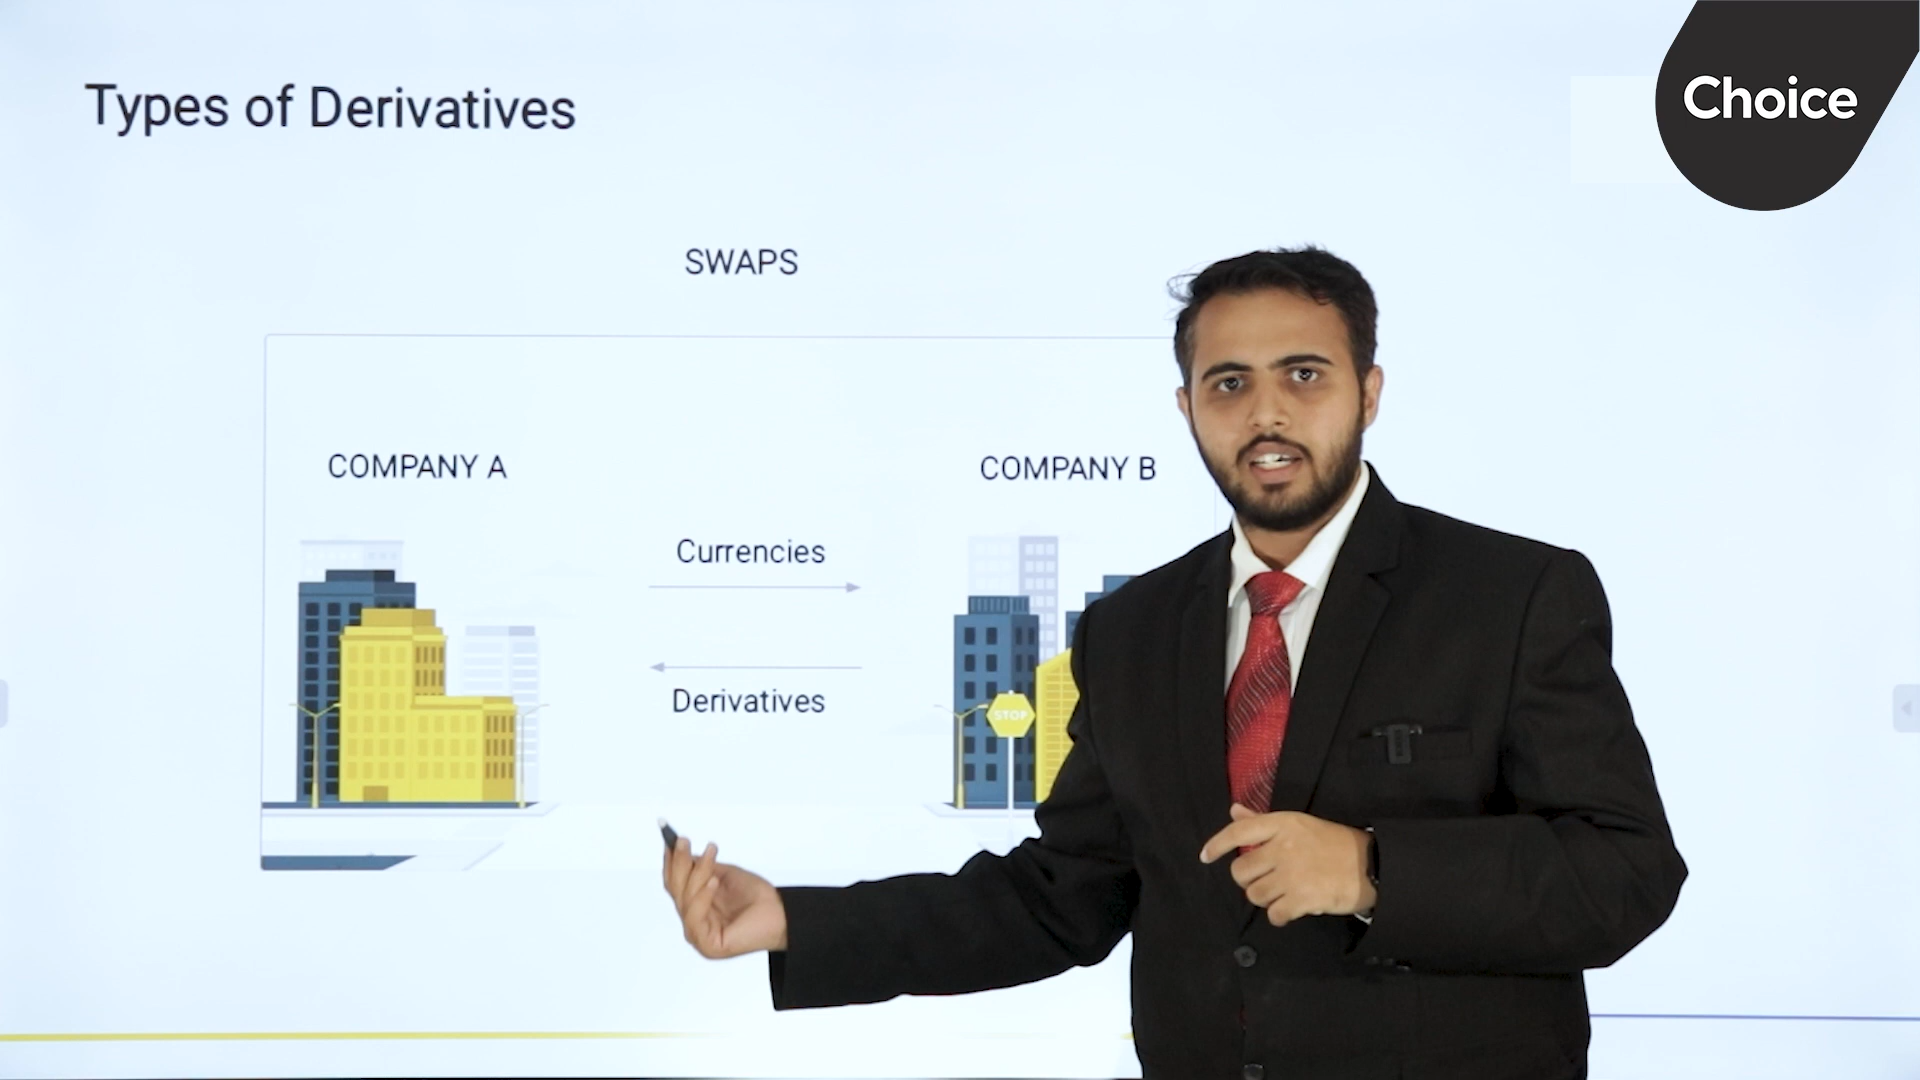 Types of Derivatives
Choice
SWAPS
COMPANY A
COMPANY B
Currencies
Derivatives
STOP